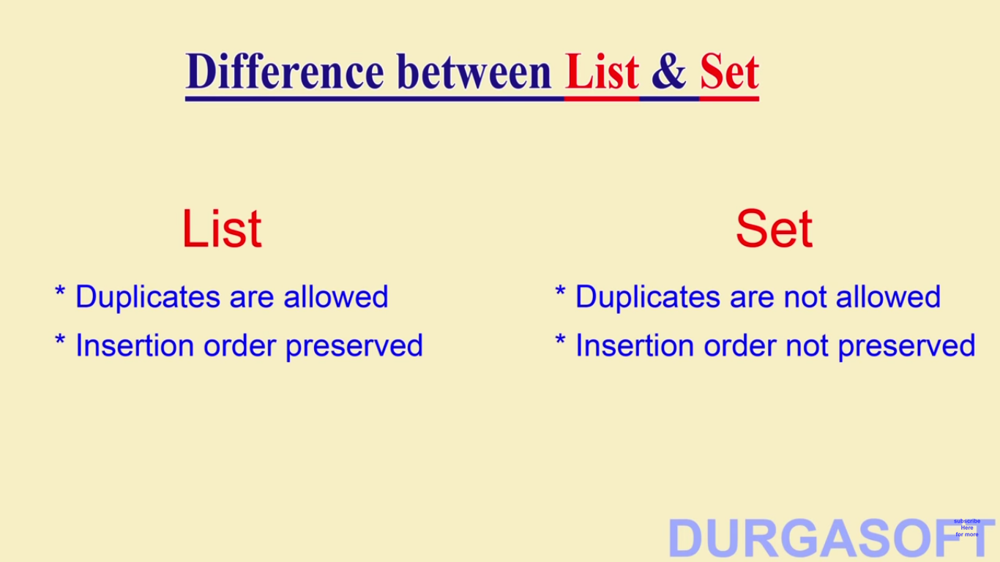 Difference between List & Set
List
* Duplicates are allowed
* Insertion order preserved
Set
* Duplicates are not allowed
* Insertion order not preserved
DURGASOFT
subscribe
Here
for more